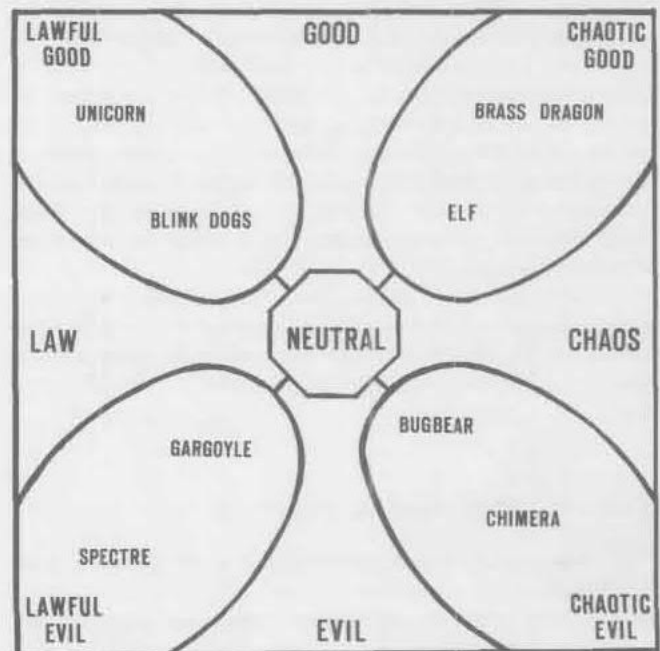 LAWFUL
GOOD
GOOD
CHAOTIC
GOOD
UNICORN
BRASS DRAGON
BLINK DOGS
ELF
LAW
NEUTRAL
CHAOS
GARGOYLE
BUGBEAR
SPECTRE
CHIMERA
LAWFUL
EVIL
EVIL
CHAOTIC
EVIL